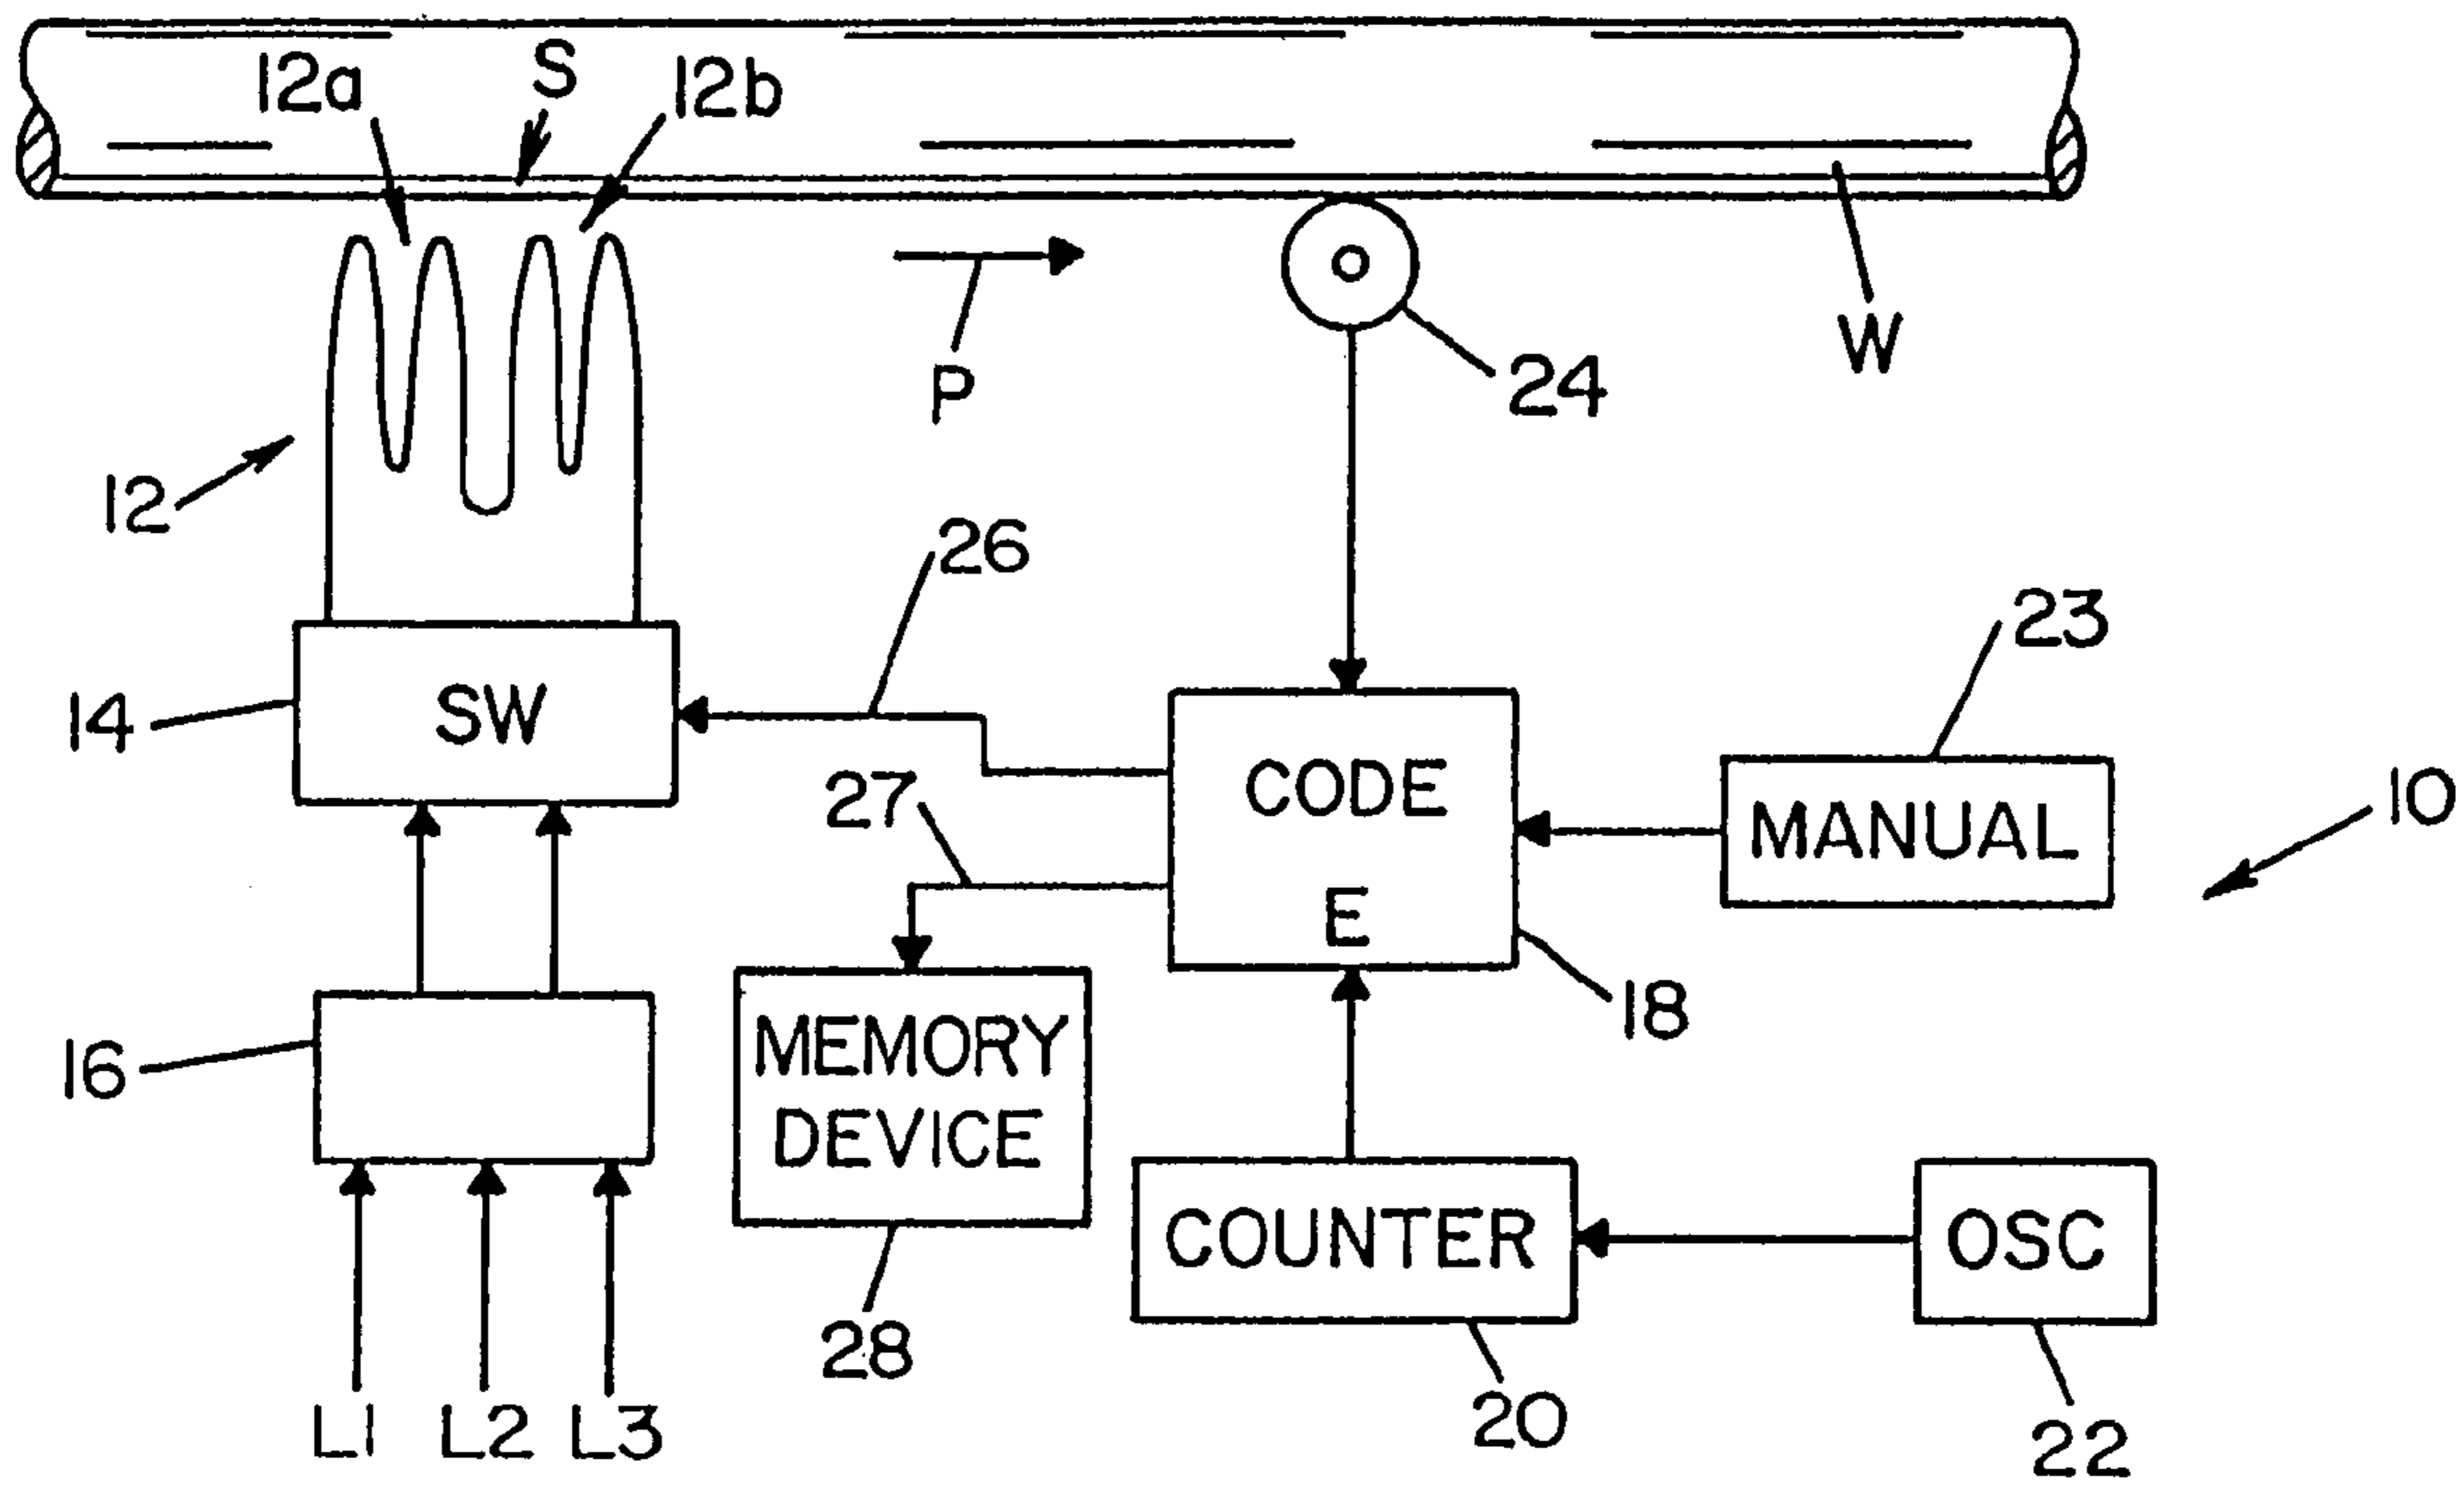 12a
S
12b
P
24
W
12
26
23
14
SW
27
CODE
E
MANUAL
10
18
16
MEMORY
DEVICE
28
COUNTER
OSC
20
22
L1
L2
L3